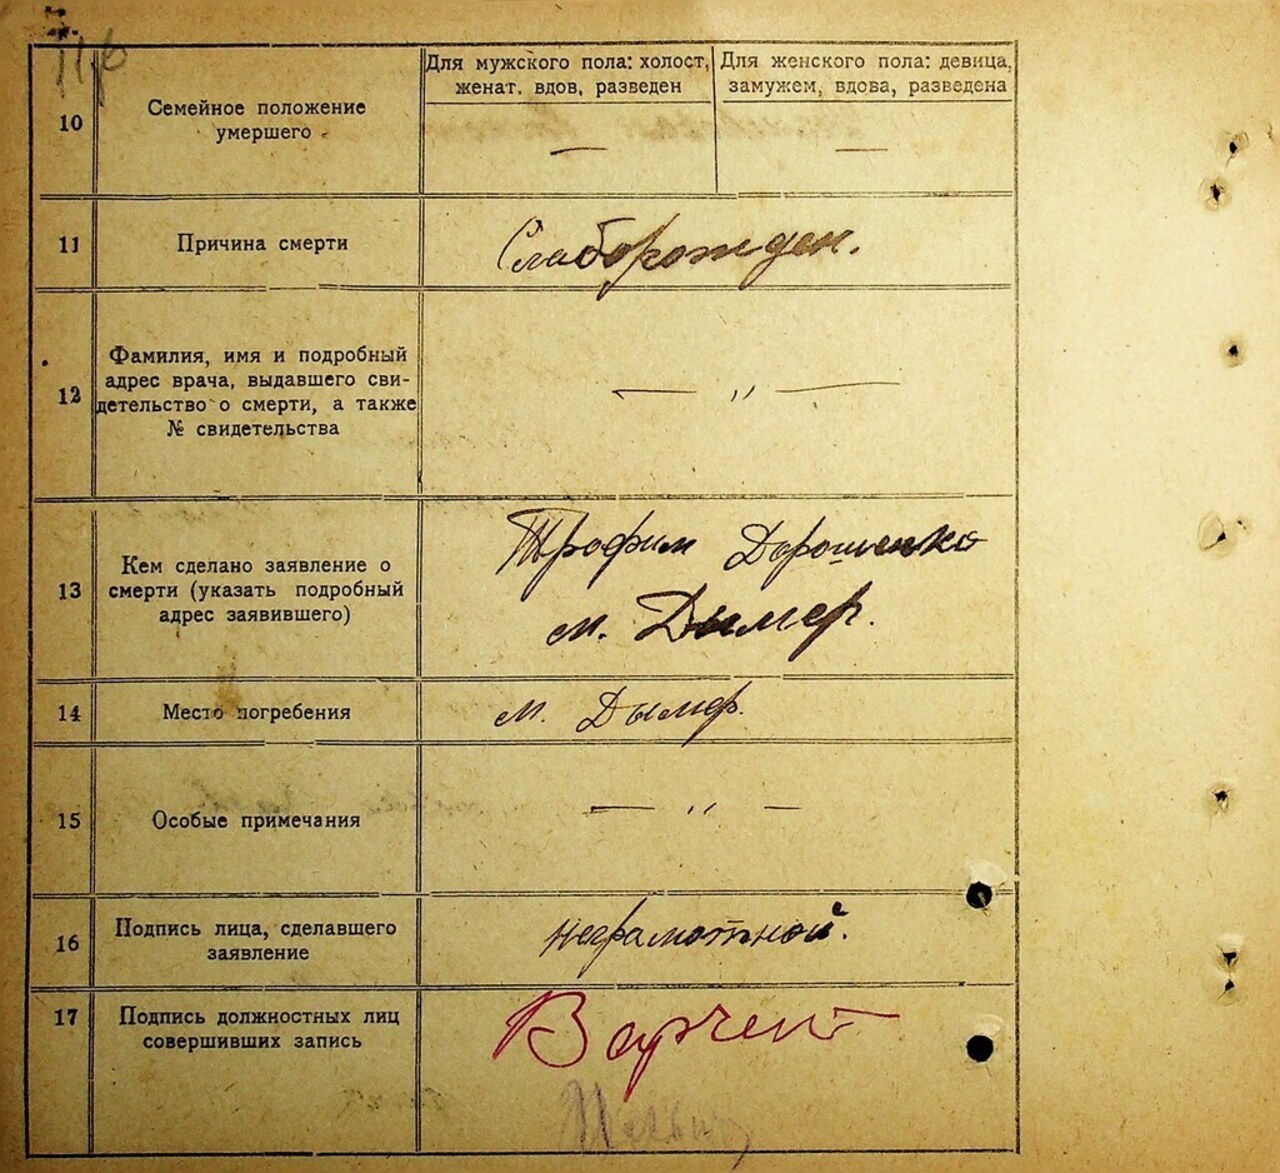 10
Семейное положение
умершего
Для мужского пола: холост,
женат. вдов, разведен
—
Для женского пола: девица,
замужем, вдова, разведена
—
11
Причина смерти
Слаборожден.
12
Фамилия, имя и подробный
адрес врача, выдавшего сви-
детельство о смерти, а также
№ свидетельства
— " —
13
Кем сделано заявление о
смерти (указать подробный
адрес заявившего)
Трофим Дорошенко
м. Дымер.
14
Место погребения
м. Дымер.
15
Особые примечания
— " —
16
Подпись лица, сделавшего
заявление
неграмотной.
17
Подпись должностных лиц
совершивших запись